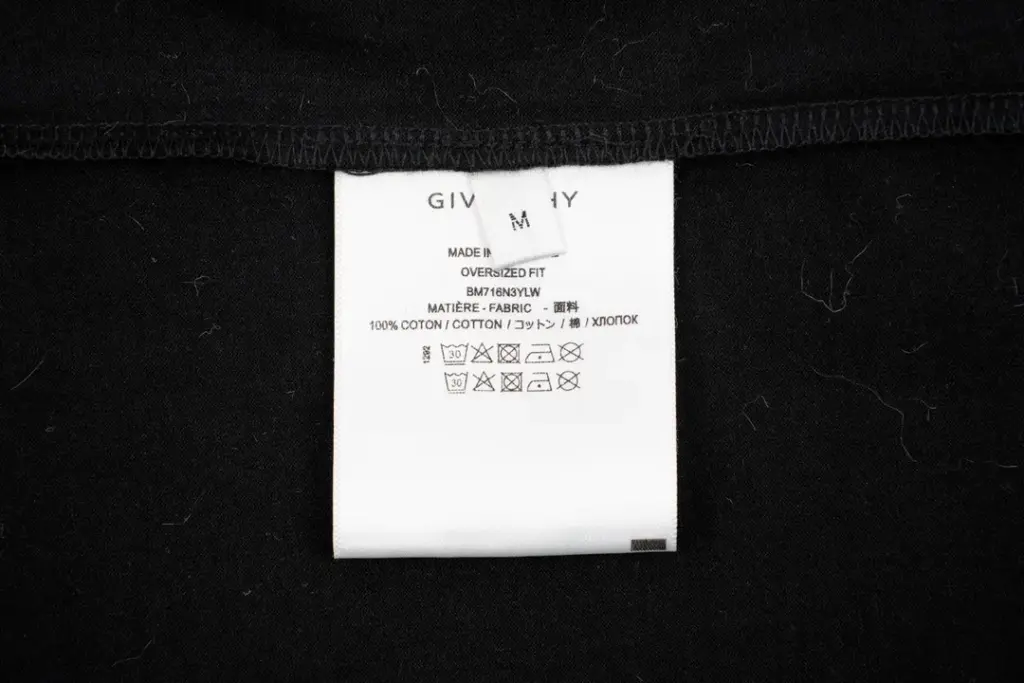 GIV HY
M
MADE IN
OVERSIZED FIT
BM716N3YLW
MATIÈRE - FABRIC - 面料
100% COTON / COTTON / コットン / 棉 / ХЛОПОК
1292
30
30